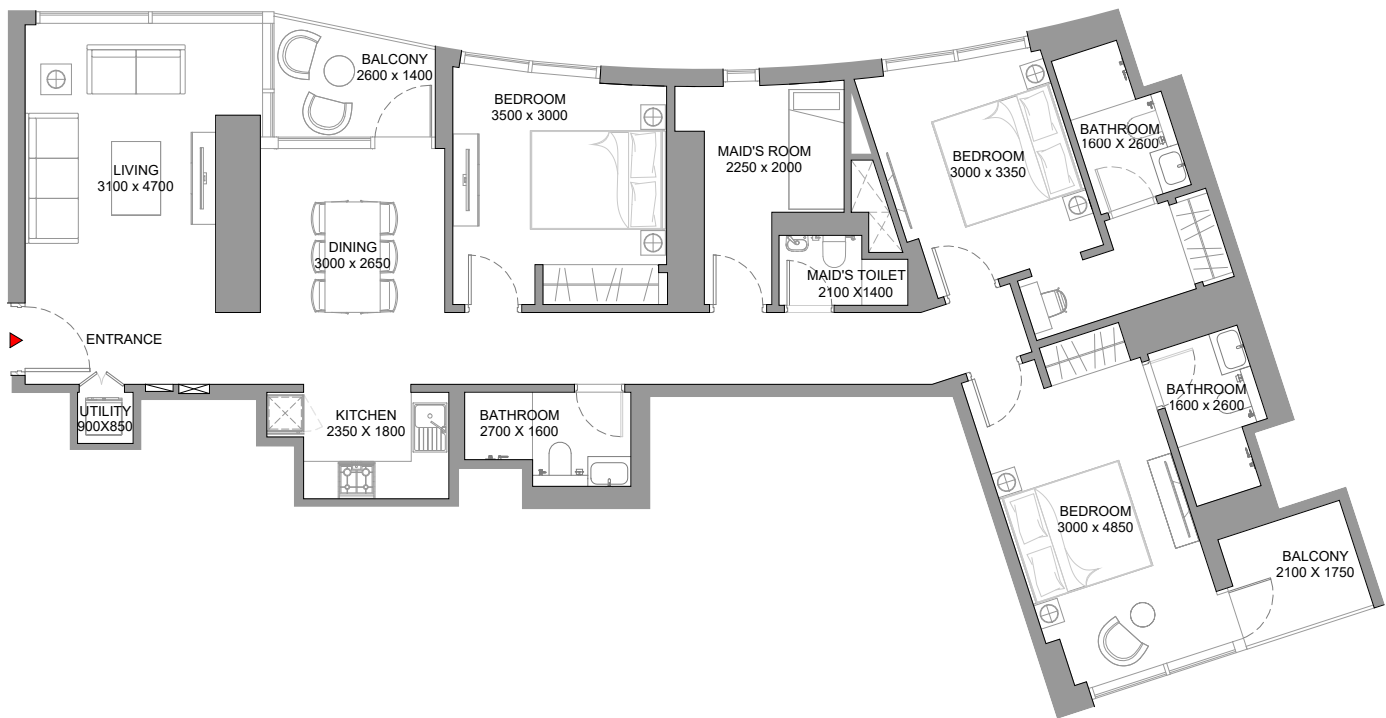 BALCONY
2600 x 1400
BEDROOM
3500 x 3000
LIVING
3100 x 4700
MAID'S ROOM
2250 x 2000
BEDROOM
3000 x 3350
BATHROOM
1600 X 2600
DINING
3000 x 2650
MAID'S TOILET
2100 X1400
ENTRANCE
UTILITY
900X850
KITCHEN
2350 X 1800
BATHROOM
2700 X 1600
BATHROOM
1600 x 2600
BEDROOM
3000 x 4850
BALCONY
2100 X 1750